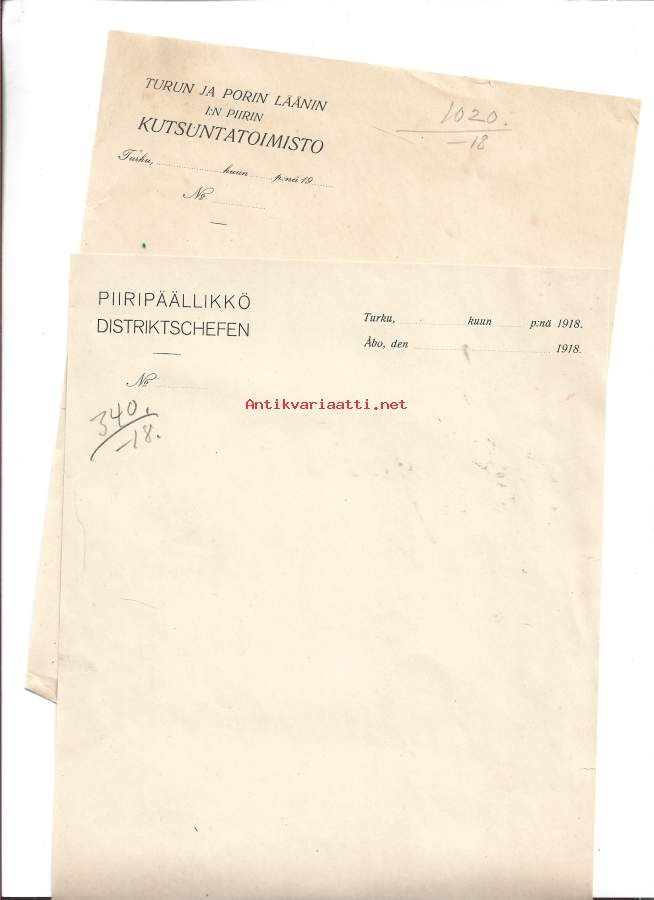 TURUN JA PORIN LÄÄNIN
I:N PIIRIN
KUTSUNTATOIMISTO
Turku, kuun p:nä 19
No
1020.
-18
PIIRIPÄÄLLIKKÖ
DISTRIKTSCHEFEN
No
Turku, kuun p:nä 1918.
Åbo, den 1918.
340.
-18.
Antikvariaatti.net